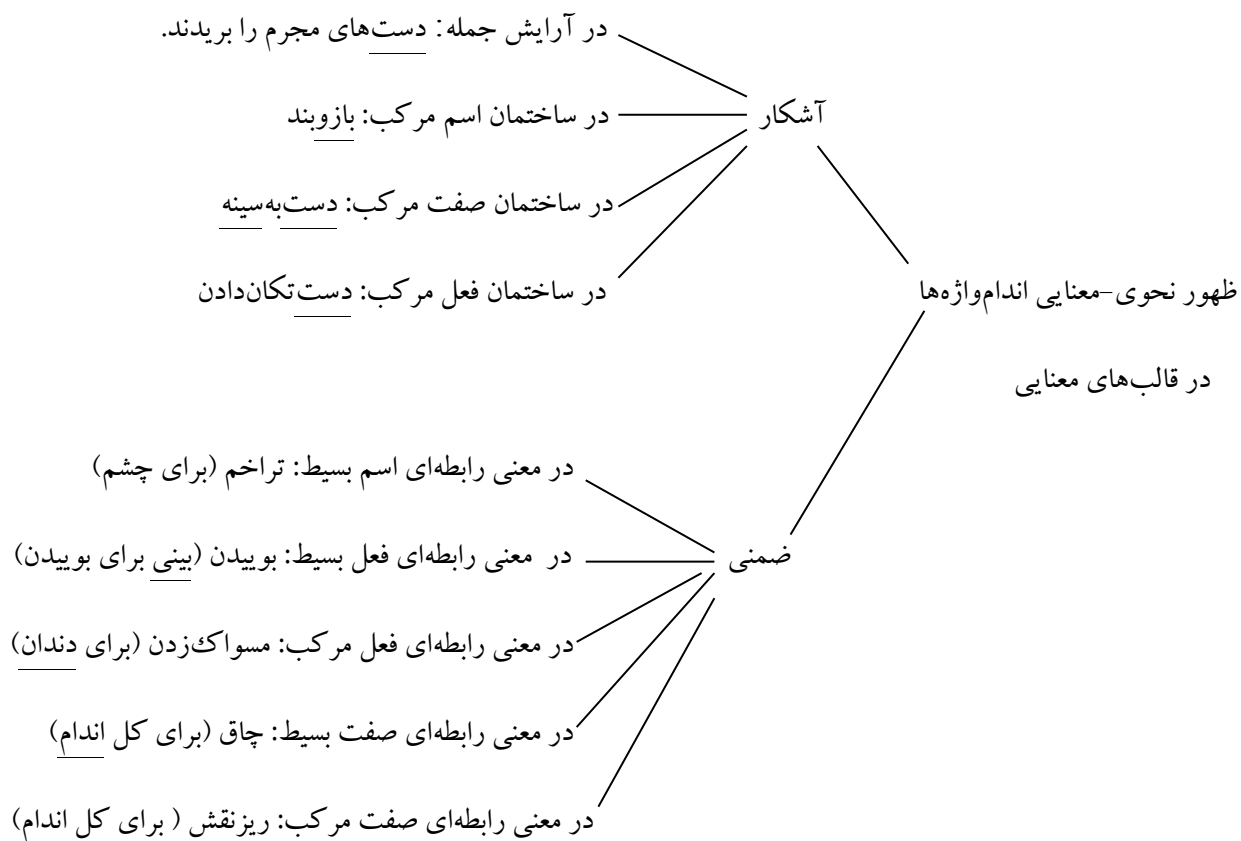 در آرایش جمله: دست‌های مجرم را بریدند.
آشکار
در ساختمان اسم مرکب: بازوبند
در ساختمان صفت مرکب: دست‌به‌سینه
در ساختمان فعل مرکب: دست‌تکان‌دادن
ظهور نحوی-معنایی اندام‌واژه‌ها
در قالب‌های معنایی
در معنی رابطه‌ای اسم بسیط: تراخم (برای چشم)
ضمنی
در معنی رابطه‌ای فعل بسیط: بوییدن (بینی برای بوییدن)
در معنی رابطه‌ای فعل مرکب: مسواك‌زدن (برای دندان)
در معنی رابطه‌ای صفت بسیط: چاق (برای کل اندام)
در معنی رابطه‌ای صفت مرکب: ریزنقش ( برای کل اندام)